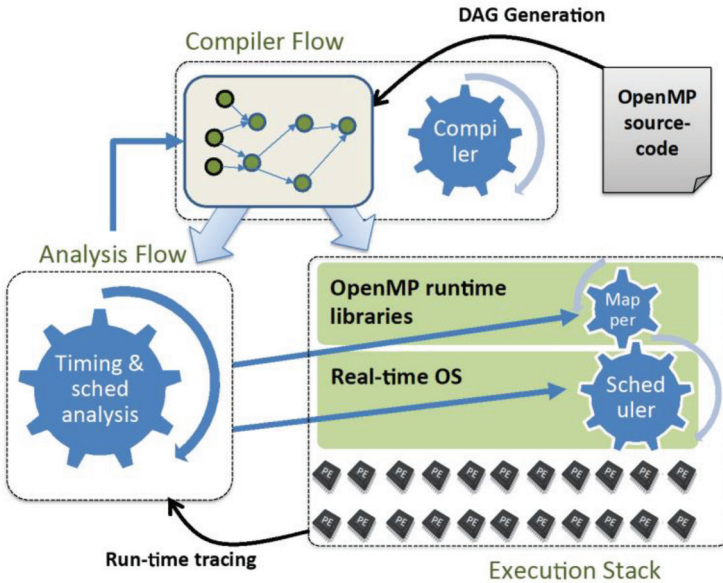 DAG Generation
Compiler Flow
OpenMP
source-
code
Compi
ler
Analysis Flow
OpenMP runtime
libraries
Map
per
Timing &
sched
analysis
Real-time OS
Sched
uler
PE PE PE PE PE PE PE PE PE PE PE
PE PE PE PE PE PE PE PE PE PE PE
Run-time tracing
Execution Stack